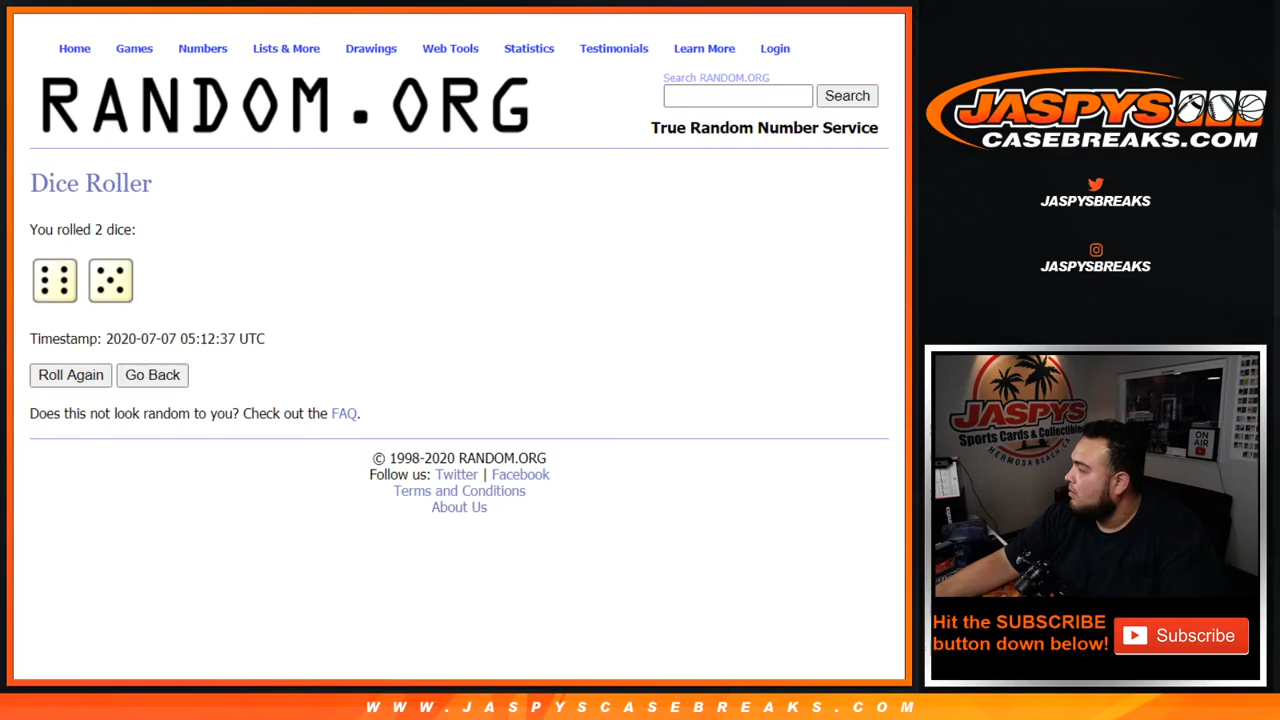 Home Games Numbers Lists & More Drawings Web Tools Statistics Testimonials Learn More Login
RANDOM.ORG
Search RANDOM.ORG
Search
True Random Number Service
Dice Roller
You rolled 2 dice:
Timestamp: 2020-07-07 05:12:37 UTC
Roll Again Go Back
Does this not look random to you? Check out the FAQ.
© 1998-2020 RANDOM.ORG
Follow us: Twitter | Facebook
Terms and Conditions
About Us
JASPYS
CASEBREAKS.COM
JASPYSBREAKS
JASPYSBREAKS
JASPYS
Sports Cards & Collectibles
HERMOSA BEACH, CA
ON
AIR
Hit the SUBSCRIBE
button down below!
Subscribe
WWW.JASPYSCASEBREAKS.COM